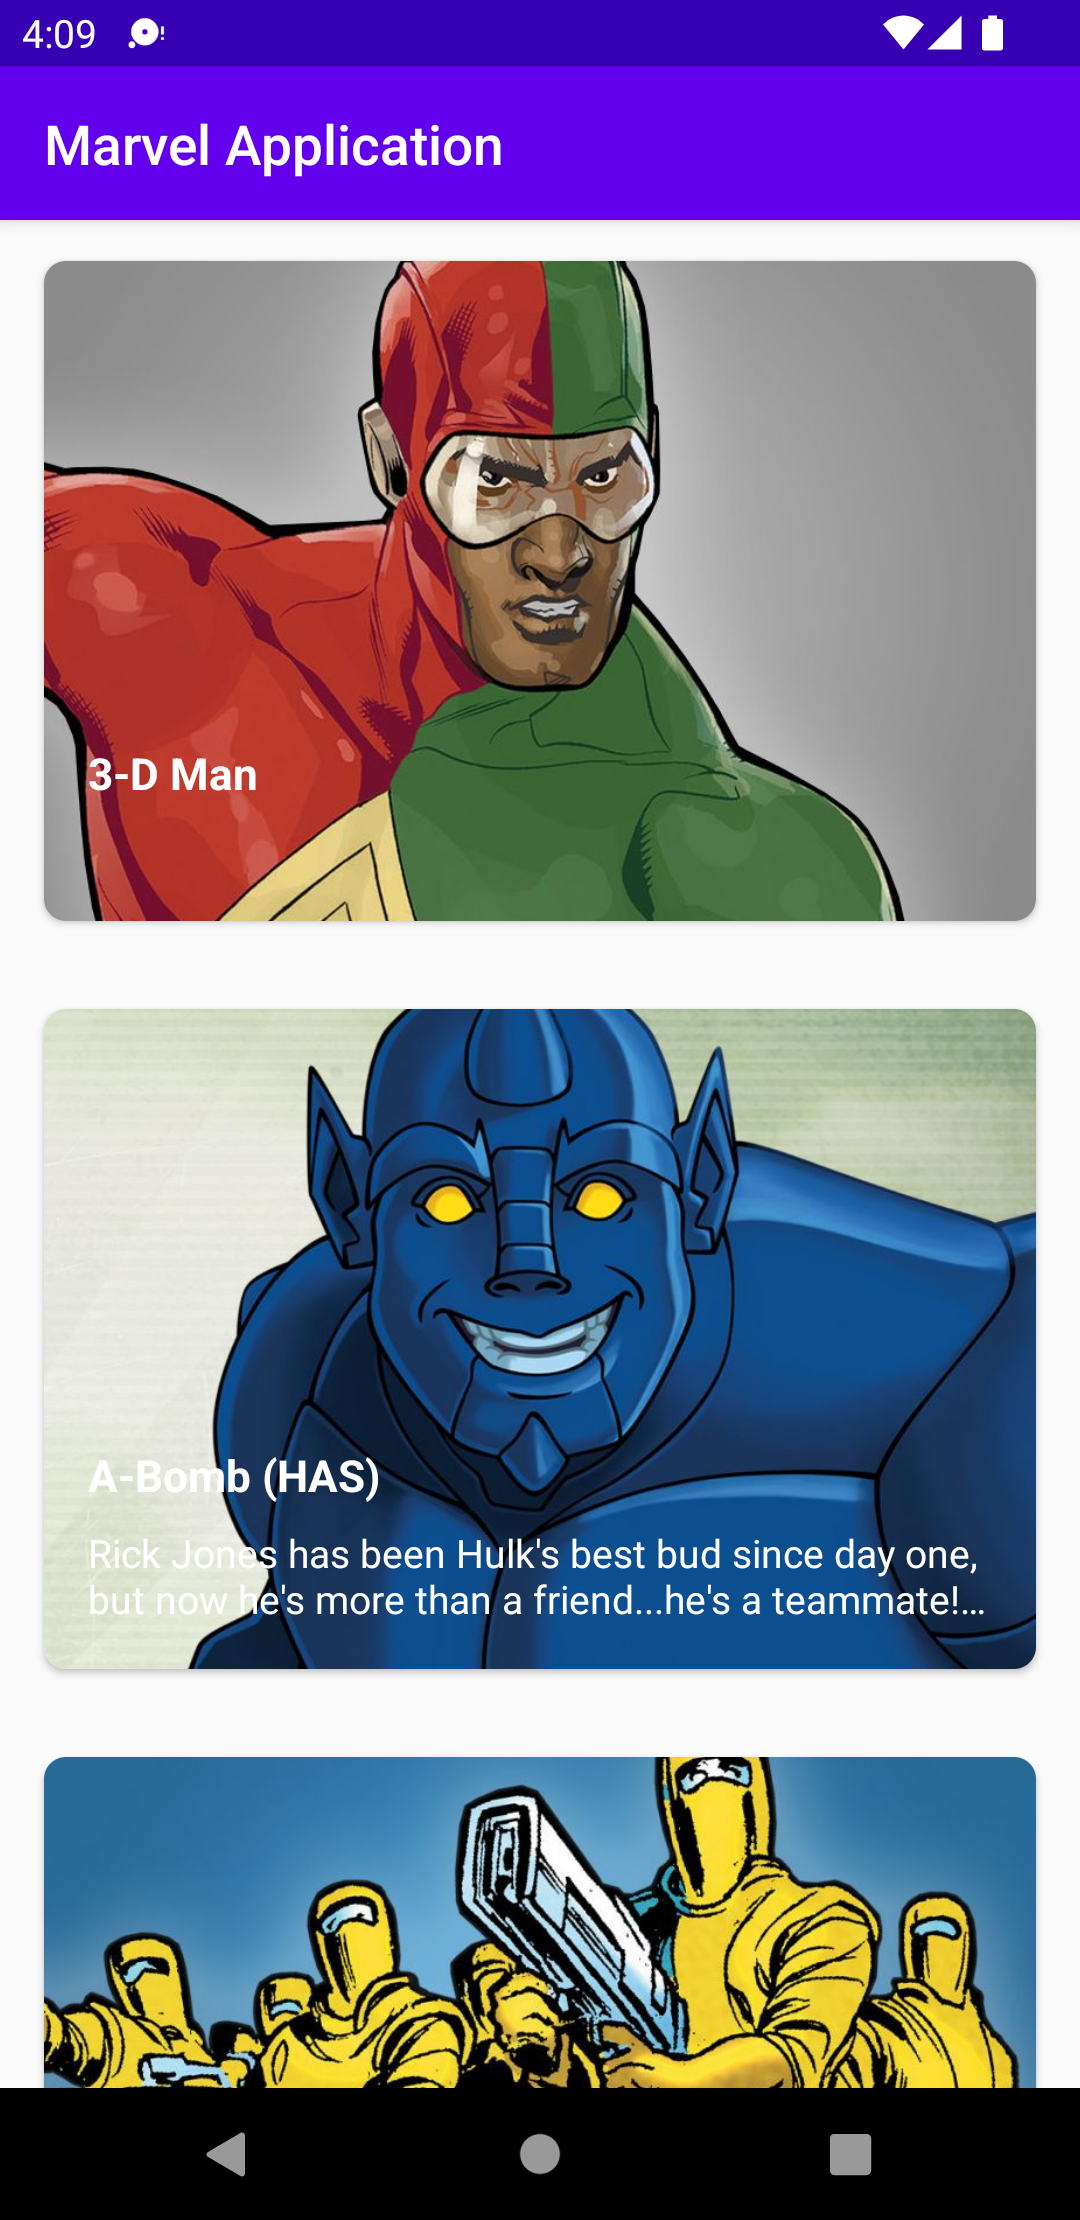 4:09
Marvel Application
3-D Man
A-Bomb (HAS)
Rick Jones has been Hulk's best bud since day one,
but now he's more than a friend...he's a teammate!...